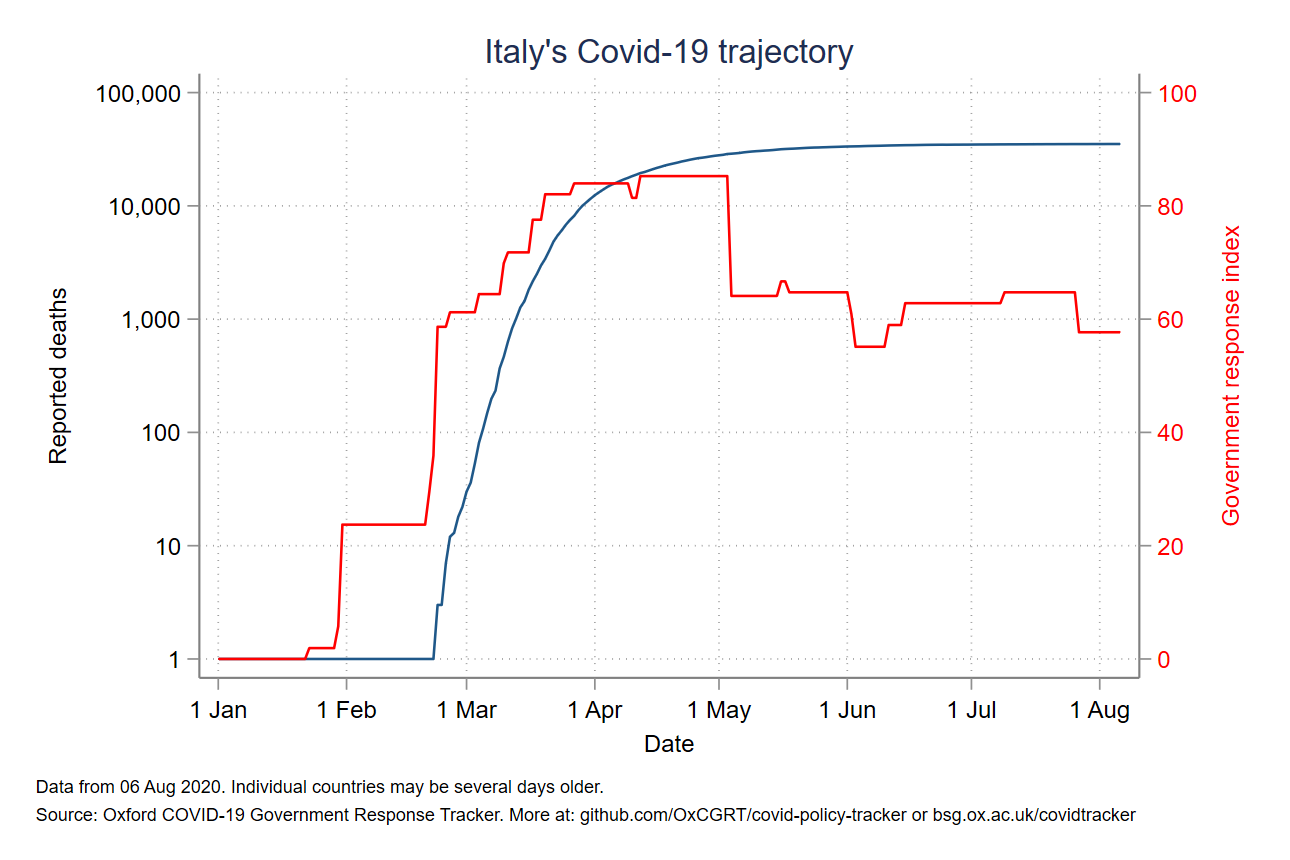 Italy's Covid-19 trajectory
100,000
10,000
1,000
100
10
1
Reported deaths
100
80
60
40
20
0
Government response index
1 Jan
1 Feb
1 Mar
1 Apr
1 May
1 Jun
1 Jul
1 Aug
Date
Data from 06 Aug 2020. Individual countries may be several days older.
Source: Oxford COVID-19 Government Response Tracker. More at: github.com/OxCGRT/covid-policy-tracker or bsg.ox.ac.uk/covidtracker